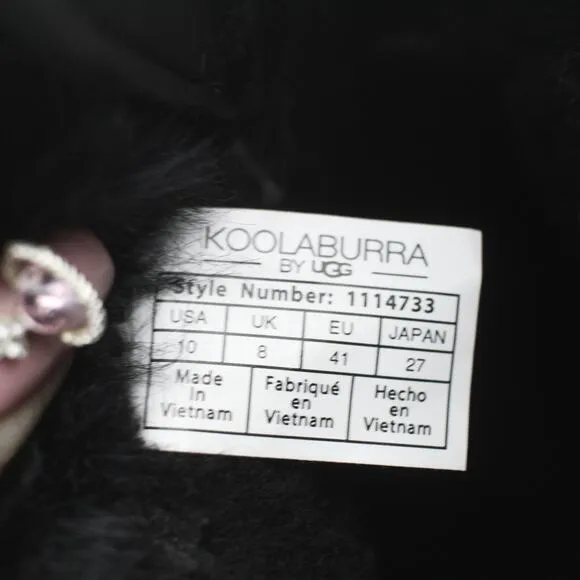 KOOLABURRA
BY UGG
Style Number: 1114733
USA UK EU JAPAN
10 8 41 27
Made in Vietnam
Fabriqué en Vietnam
Hecho en Vietnam